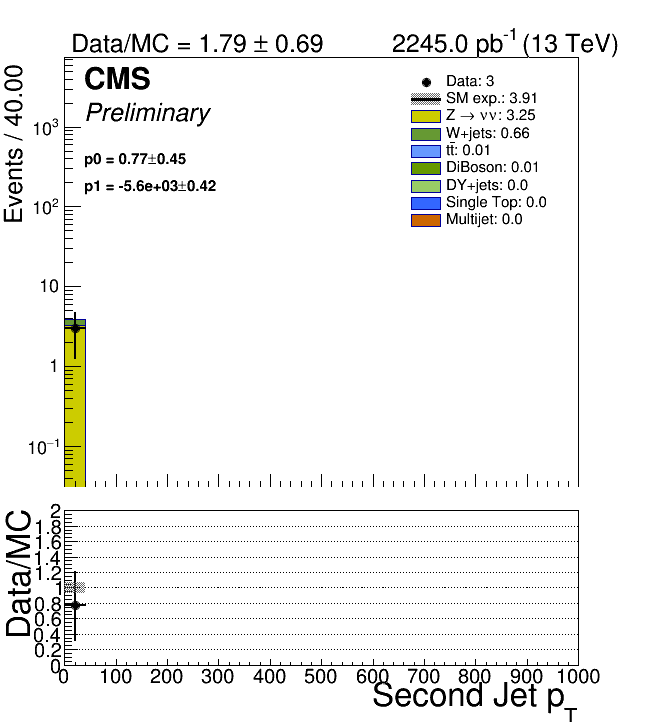 Data/MC = 1.79 ± 0.69
2245.0 pb⁻¹ (13 TeV)
Events / 40.00
CMS
Preliminary
p0 = 0.77±0.45
p1 = -5.6e+03±0.42
Data: 3
SM exp.: 3.91
Z → νν: 3.25
W+jets: 0.66
tt̄: 0.01
DiBoson: 0.01
DY+jets: 0.0
Single Top: 0.0
Multijet: 0.0
10³
10²
10
1
10⁻¹
Data/MC
2
1.8
1.6
1.4
1.2
1
0.8
0.6
0.4
0.2
0
0 100 200 300 400 500 600 700 800 900 1000
Second Jet p_T